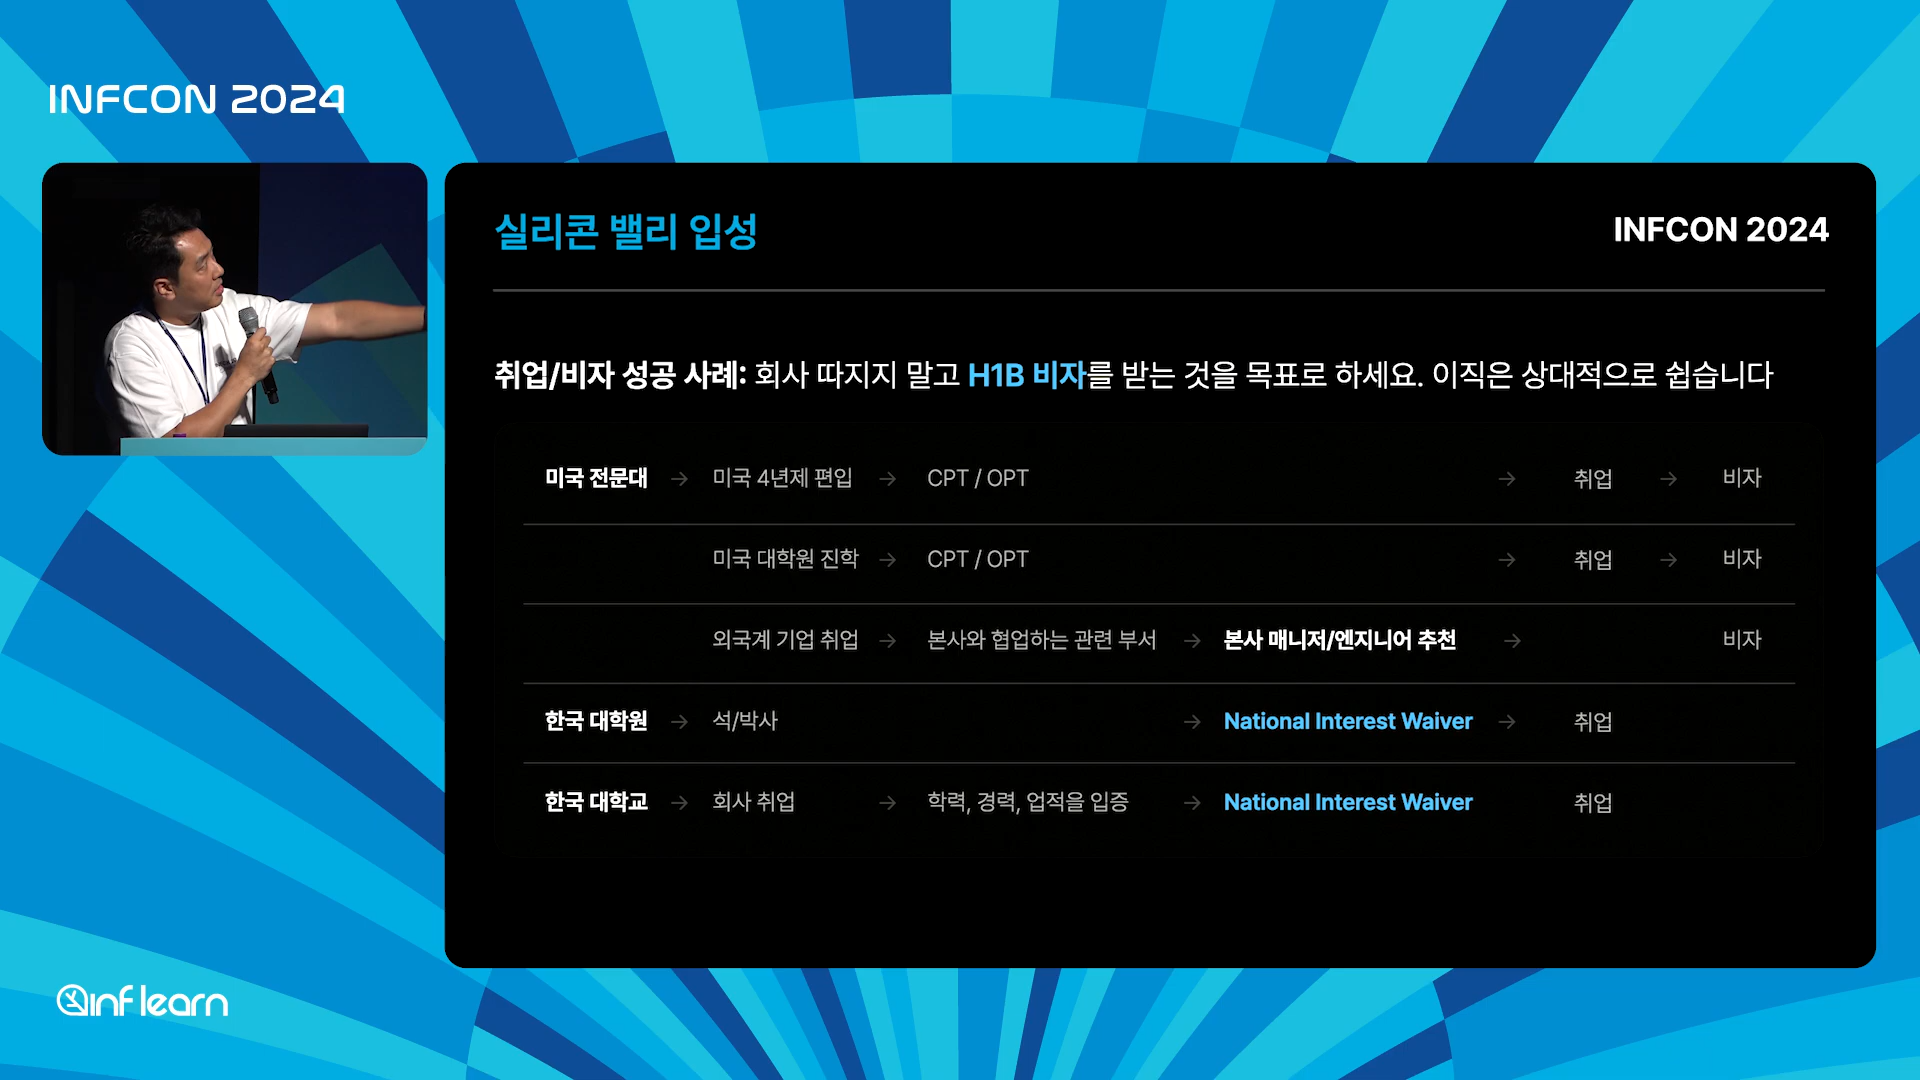 INFCON 2024
실리콘 밸리 입성
INFCON 2024
취업/비자 성공 사례: 회사 따지지 말고 H1B 비자를 받는 것을 목표로 하세요. 이직은 상대적으로 쉽습니다
미국 전문대 → 미국 4년제 편입 → CPT / OPT → 취업 → 비자
미국 대학원 진학 → CPT / OPT → 취업 → 비자
외국계 기업 취업 → 본사와 협업하는 관련 부서 → 본사 매니저/엔지니어 추천 → 비자
한국 대학원 → 석/박사 → National Interest Waiver → 취업
한국 대학교 → 회사 취업 → 학력, 경력, 업적을 입증 → National Interest Waiver 취업
inflearn